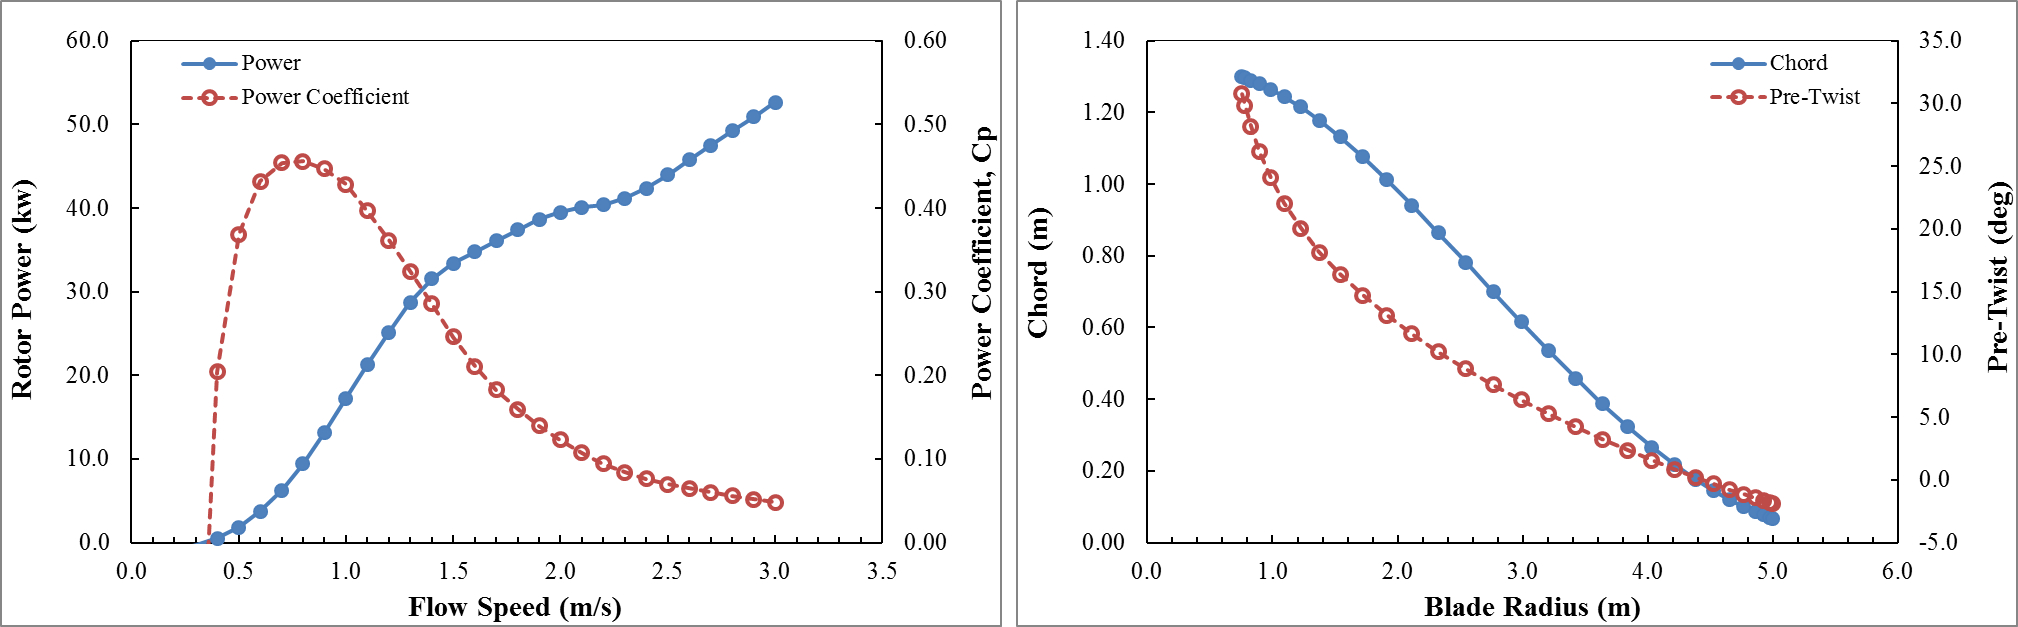 60.0
50.0
40.0
30.0
20.0
10.0
0.0
Rotor Power (kw)
Power
Power Coefficient
0.60
0.50
0.40
0.30
0.20
0.10
0.00
Power Coefficient, Cp
0.0 0.5 1.0 1.5 2.0 2.5 3.0 3.5
Flow Speed (m/s)
1.40
1.20
1.00
0.80
0.60
0.40
0.20
0.00
Chord (m)
Chord
Pre-Twist
35.0
30.0
25.0
20.0
15.0
10.0
5.0
0.0
-5.0
Pre-Twist (deg)
0.0 1.0 2.0 3.0 4.0 5.0 6.0
Blade Radius (m)